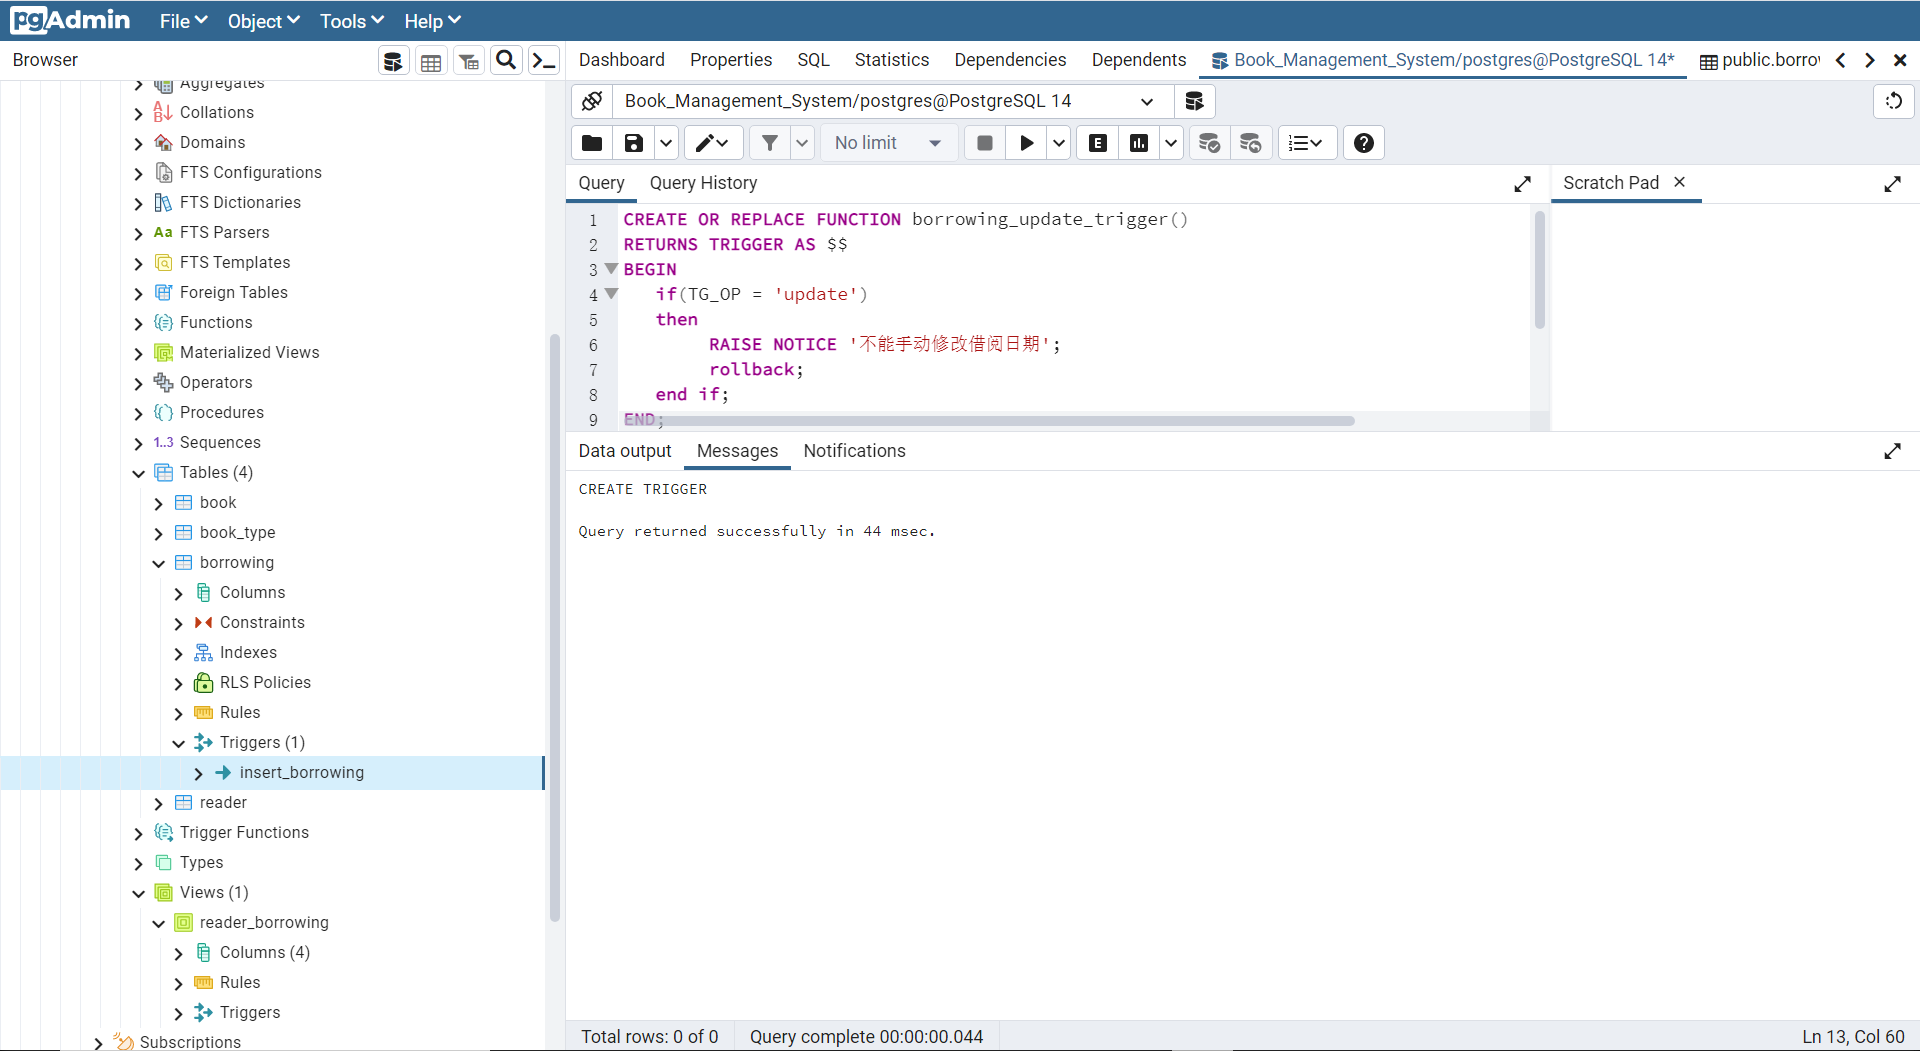 pgAdmin File Object Tools Help
Browser
Dashboard Properties SQL Statistics Dependencies Dependents Book_Management_System/postgres@PostgreSQL 14* public.borro
Aggregates
Collations
Domains
FTS Configurations
FTS Dictionaries
Aa FTS Parsers
FTS Templates
Foreign Tables
Functions
Materialized Views
Operators
Procedures
1..3 Sequences
Tables (4)
book
book_type
borrowing
Columns
Constraints
Indexes
RLS Policies
Rules
Triggers (1)
insert_borrowing
reader
Trigger Functions
Types
Views (1)
reader_borrowing
Columns (4)
Rules
Triggers
Subscriptions
Book_Management_System/postgres@PostgreSQL 14
No limit E
Query Query History
Scratch Pad
1 CREATE OR REPLACE FUNCTION borrowing_update_trigger()
2 RETURNS TRIGGER AS $$
3 BEGIN
4 if(TG_OP = 'update')
5 then
6 RAISE NOTICE '不能手动修改借阅日期';
7 rollback;
8 end if;
9 END;
Data output Messages Notifications
CREATE TRIGGER
Query returned successfully in 44 msec.
Total rows: 0 of 0 Query complete 00:00:00.044 Ln 13, Col 60